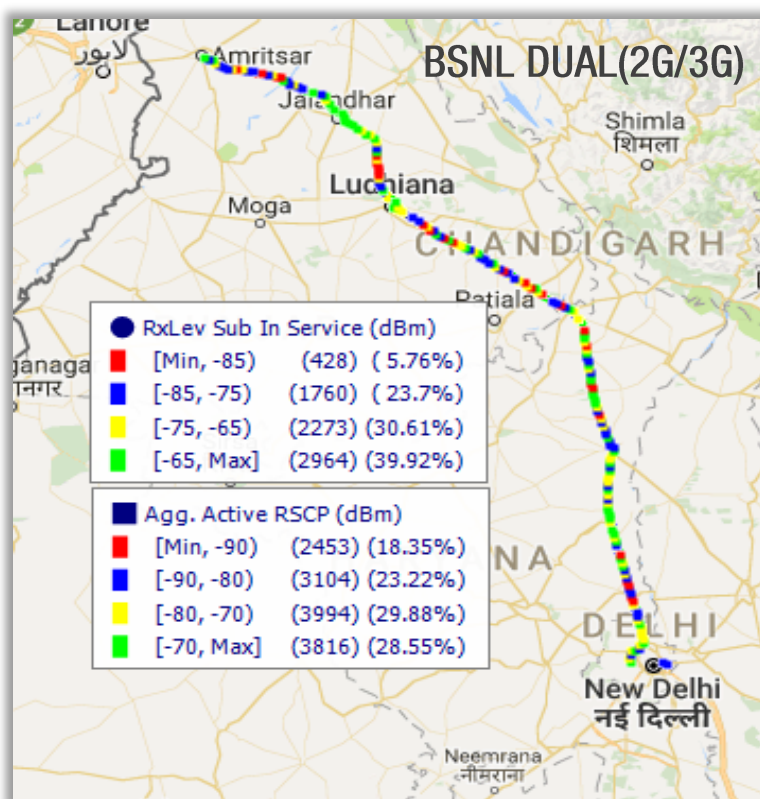 2
Lahore
لاہور
Amritsar
BSNL DUAL(2G/3G)
Jalandhar
Shimla
शिमला
Ludhiana
Moga
CHANDIGARH
Patiala
RxLev Sub In Service (dBm)
[Min, -85) (428) ( 5.76%)
[-85, -75) (1760) ( 23.7%)
[-75, -65) (2273) (30.61%)
[-65, Max] (2964) (39.92%)
ganaga
नगर
Agg. Active RSCP (dBm)
[Min, -90) (2453) (18.35%)
[-90, -80) (3104) (23.22%)
[-80, -70) (3994) (29.88%)
[-70, Max] (3816) (28.55%)
ANA
DELHI
New Delhi
नई दिल्ली
Neemrana
नीमराना